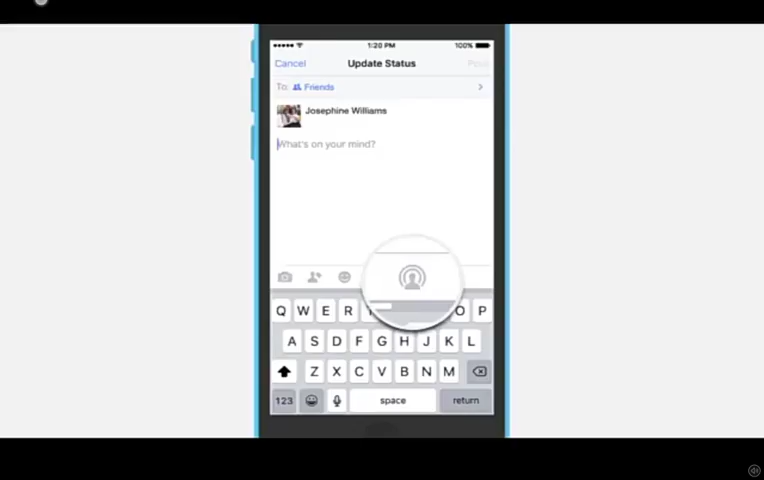 1:20 PM 100%
Cancel Update Status Post
To: Friends
Josephine Williams
What's on your mind?
Q W E R O P
A S D F G H J K L
Z X C V B N M
123 space return